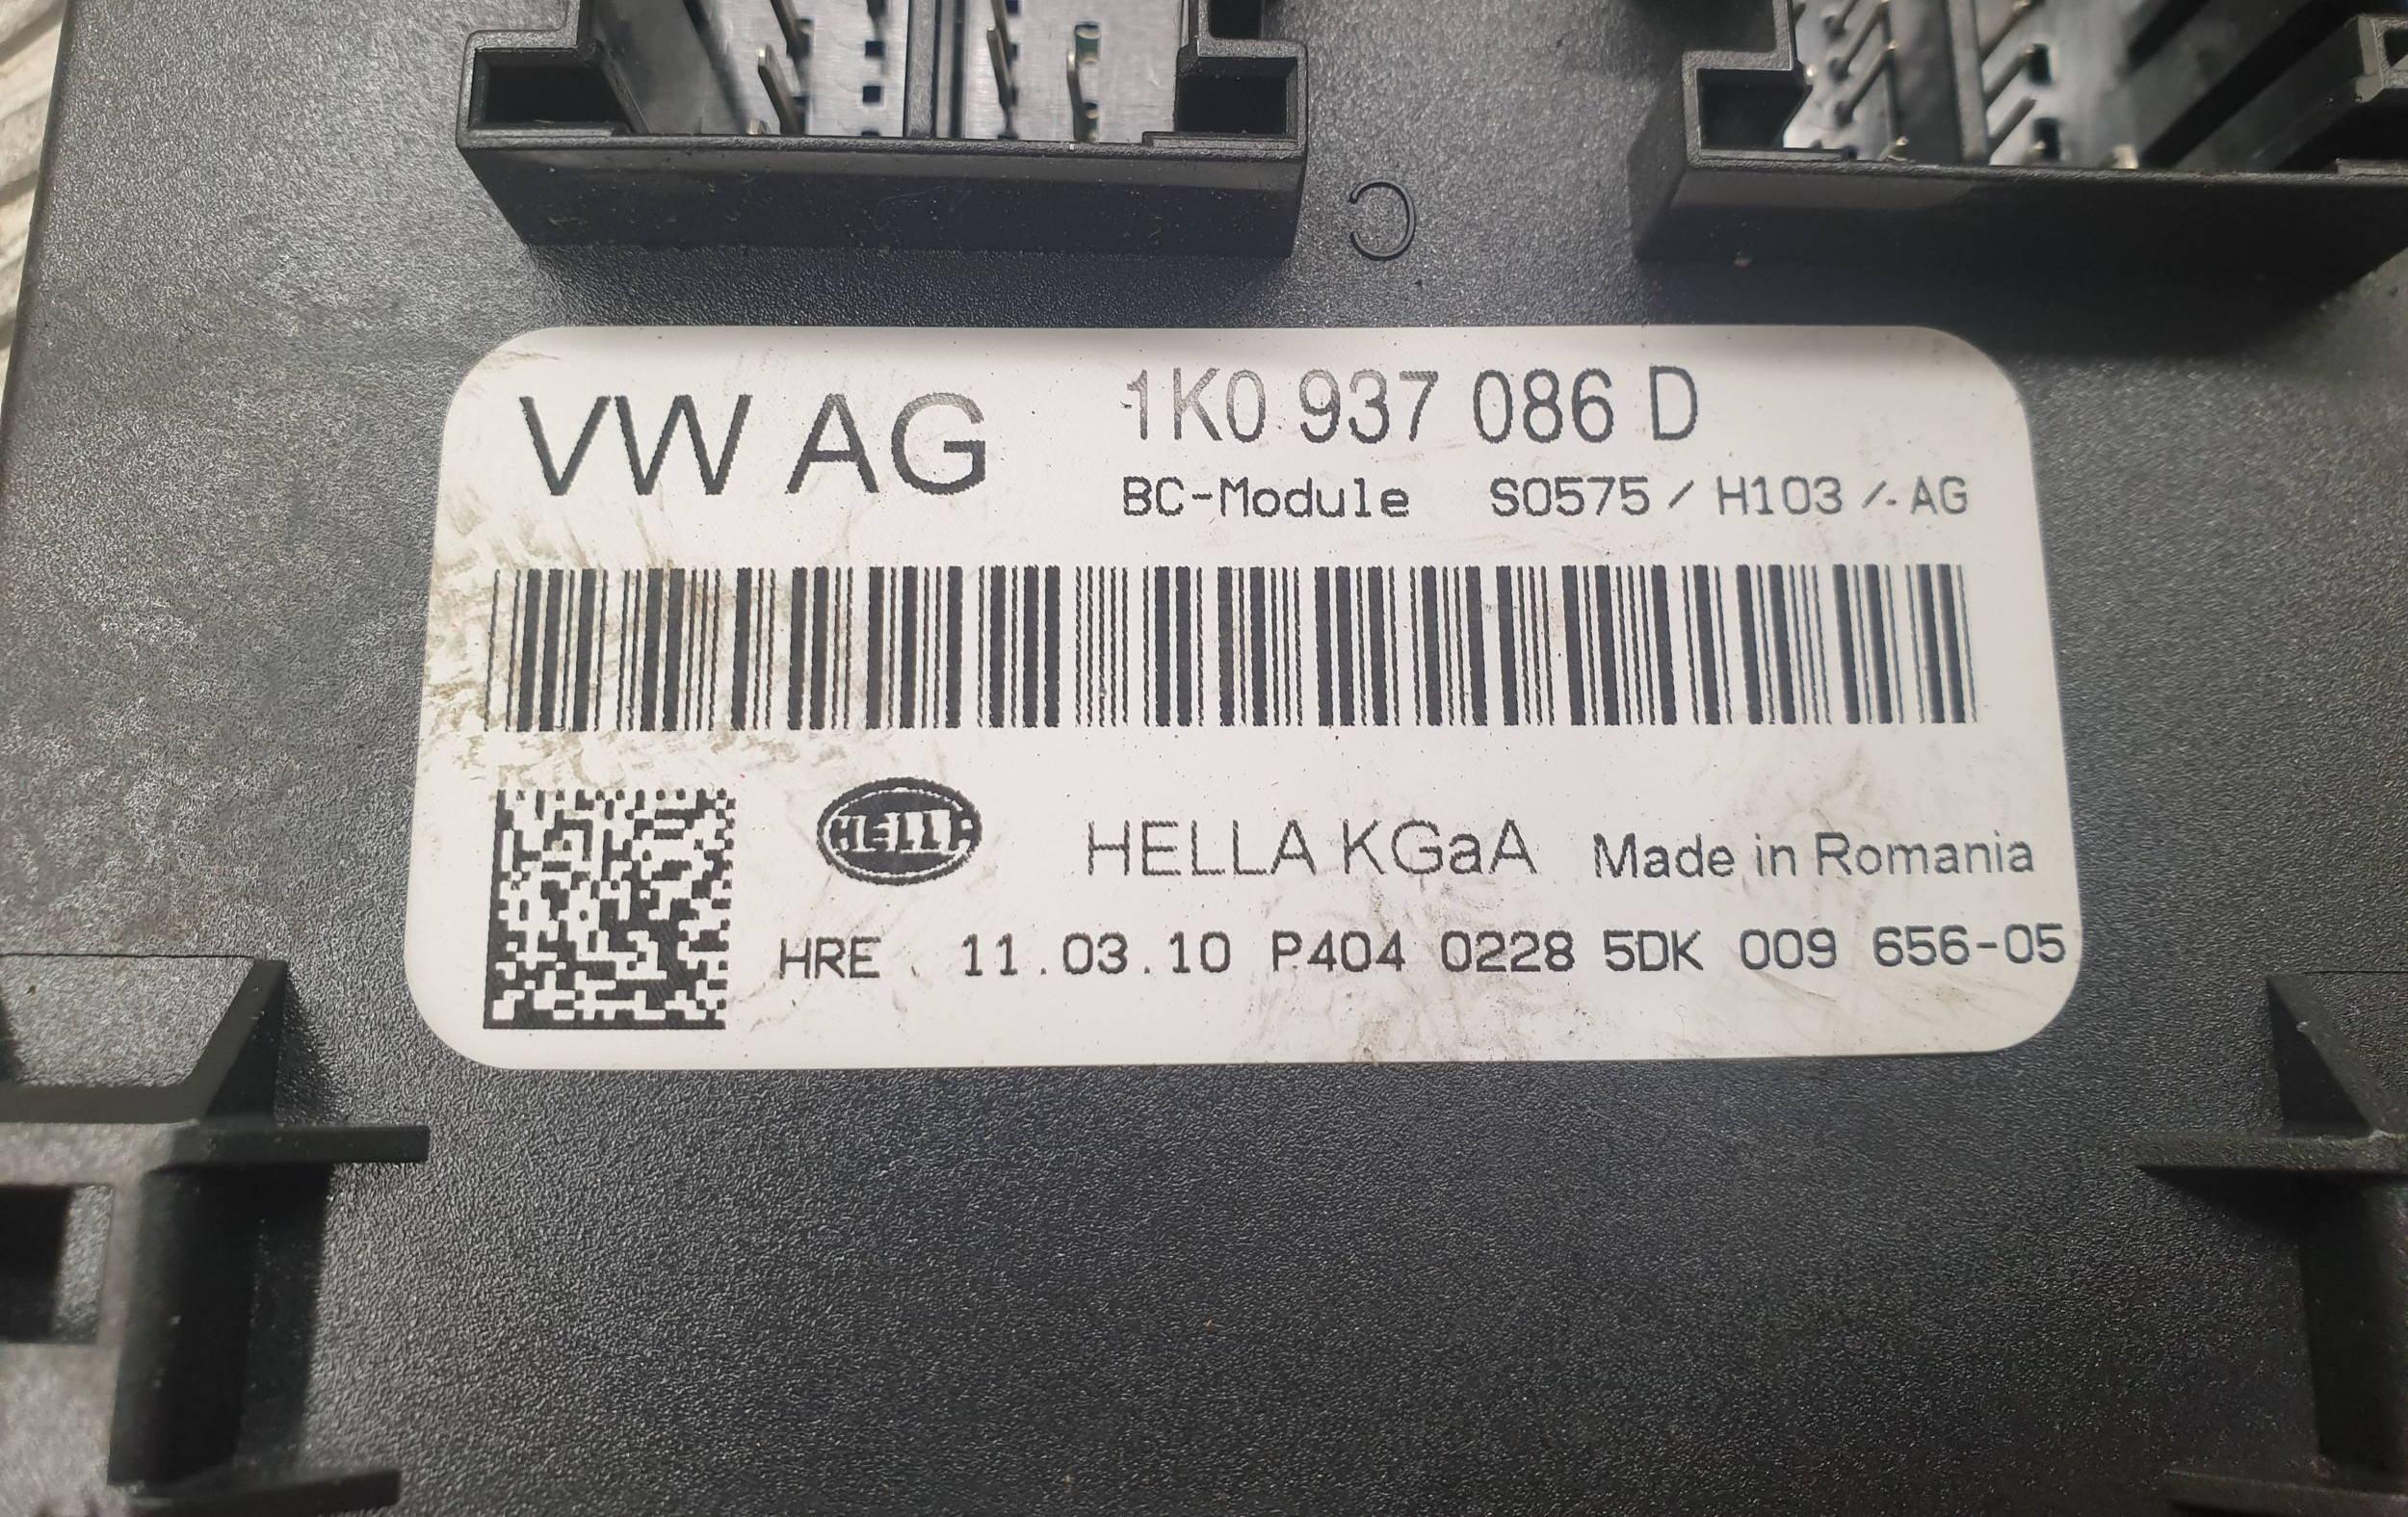 C
VW AG 1K0 937 086 D
BC-Module S0575 / H103 / AG
HELLA HELLA KGaA Made in Romania
HRE 11.03.10 P404 0228 5DK 009 656-05